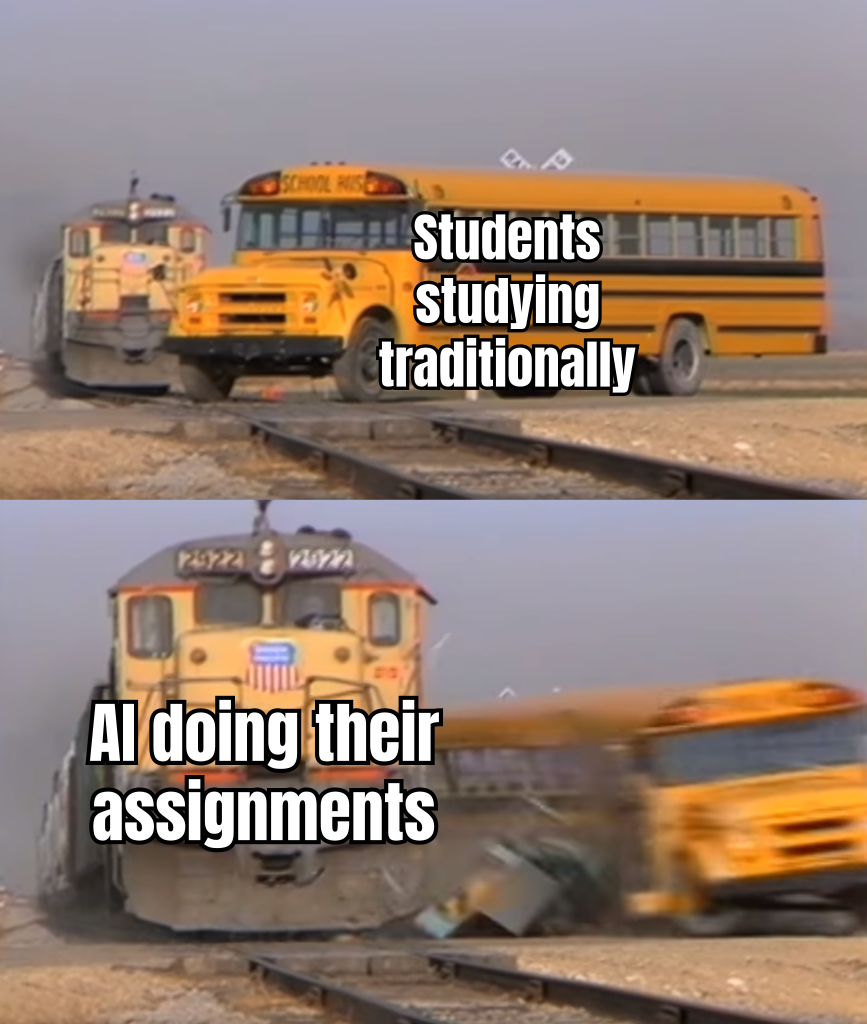 SCHOOL BUS
Students
studying
traditionally
2922 2922
AI doing their
assignments